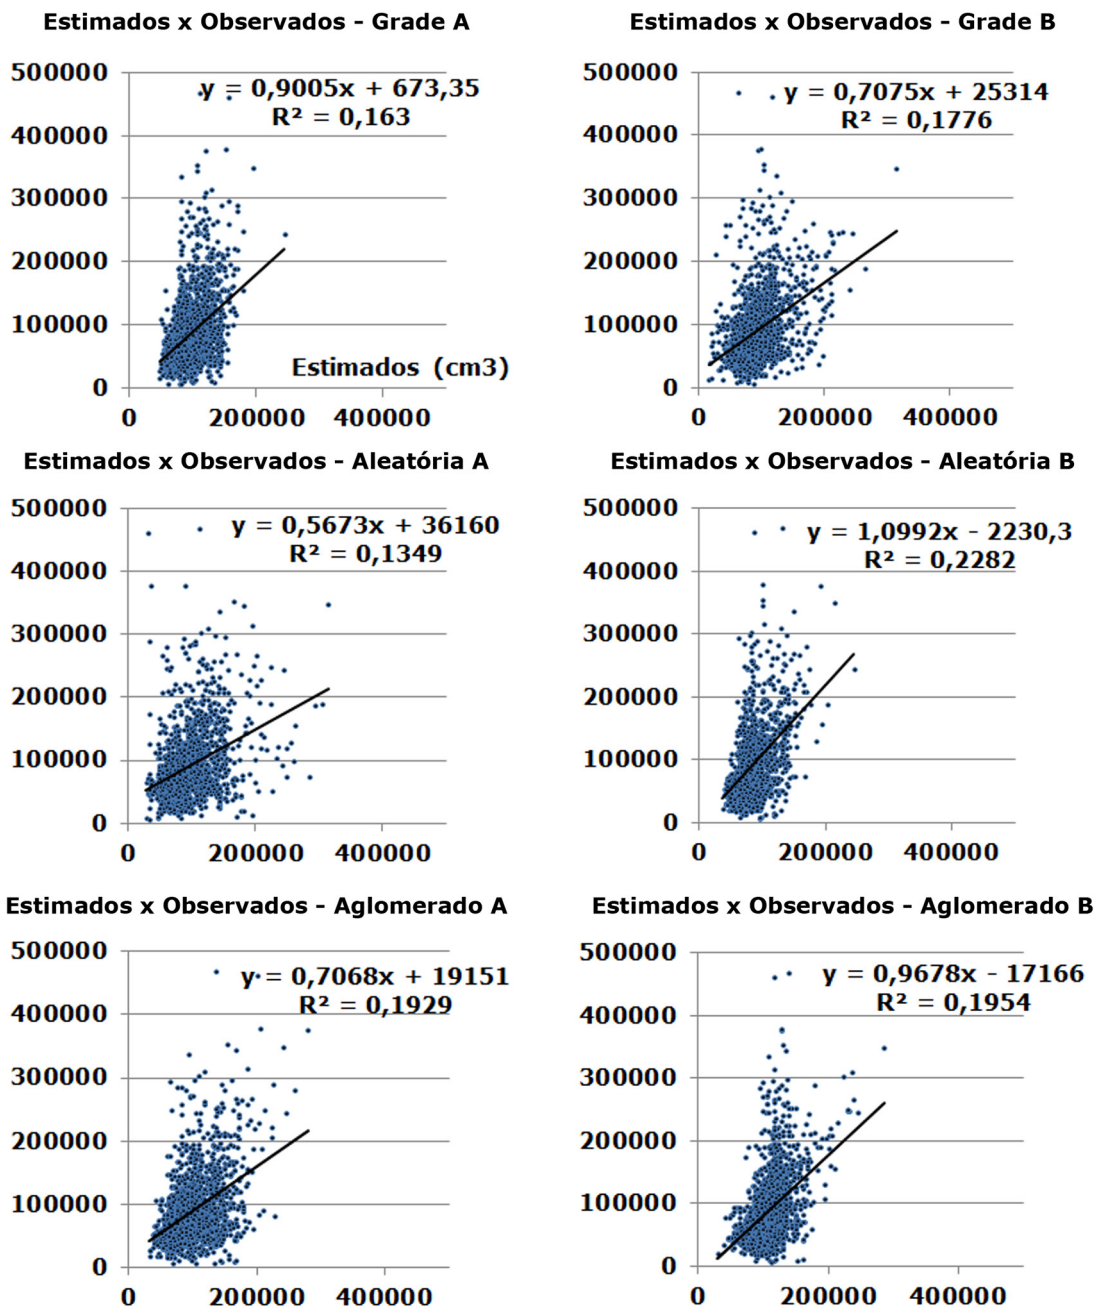 Estimados x Observados - Grade A
500000
y = 0,9005x + 673,35
R² = 0,163
400000
300000
200000
100000
Estimados (cm3)
0
0 200000 400000
Estimados x Observados - Grade B
500000
y = 0,7075x + 25314
R² = 0,1776
400000
300000
200000
100000
0
0 200000 400000
Estimados x Observados - Aleatória A
500000
y = 0,5673x + 36160
R² = 0,1349
400000
300000
200000
100000
0
0 200000 400000
Estimados x Observados - Aleatória B
500000
y = 1,0992x - 2230,3
R² = 0,2282
400000
300000
200000
100000
0
0 200000 400000
Estimados x Observados - Aglomerado A
500000
y = 0,7068x + 19151
R² = 0,1929
400000
300000
200000
100000
0
0 200000 400000
Estimados x Observados - Aglomerado B
500000
y = 0,9678x - 17166
R² = 0,1954
400000
300000
200000
100000
0
0 200000 400000